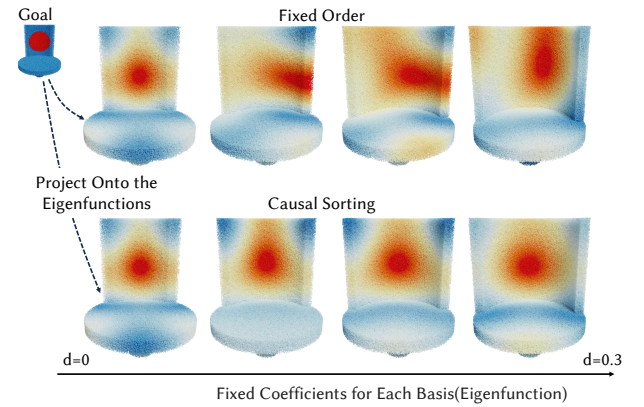 Goal
Fixed Order
Project Onto the
Eigenfunctions
Causal Sorting
d=0
d=0.3
Fixed Coefficients for Each Basis(Eigenfunction)